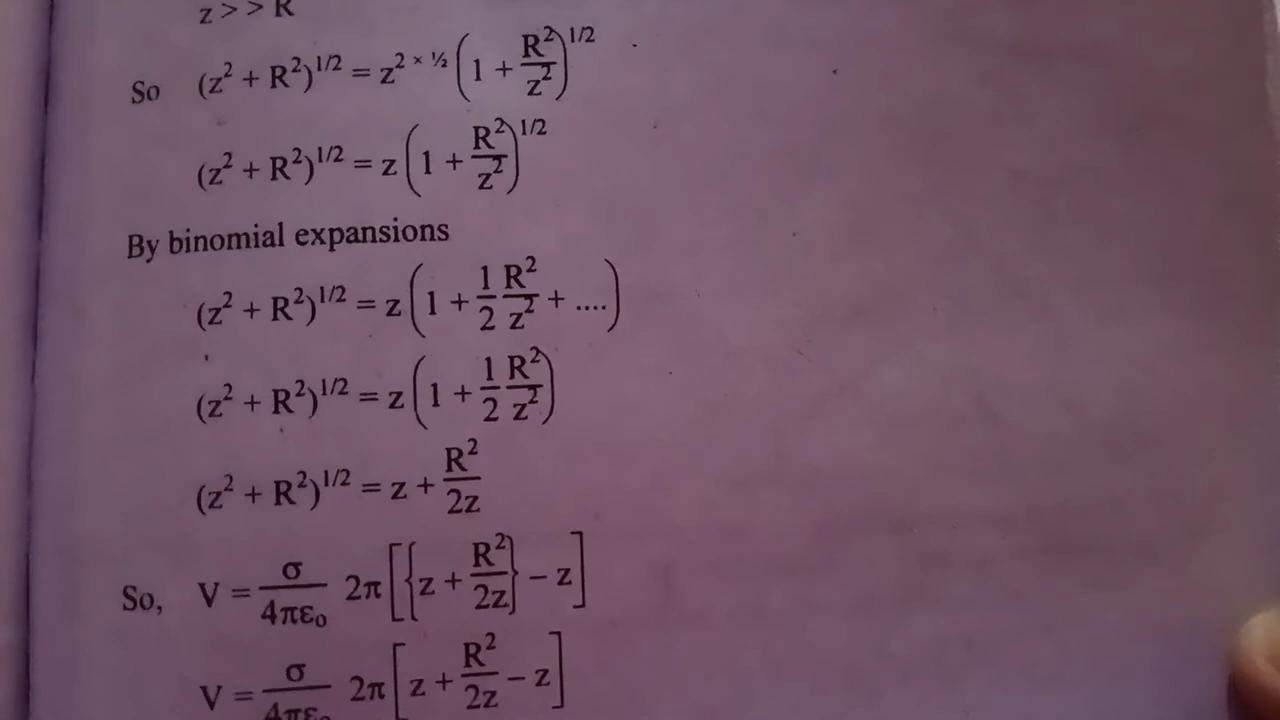 z >> R
So (z² + R²)^1/2 = z^2 × ½ (1 + R²/z²)^1/2
(z² + R²)^1/2 = z (1 + R²/z²)^1/2
By binomial expansions
(z² + R²)^1/2 = z (1 + 1/2 R²/z² + ....)
(z² + R²)^1/2 = z (1 + 1/2 R²/z²)
(z² + R²)^1/2 = z + R²/2z
So, V = σ/4πε₀ 2π [{z + R²/2z} – z]
V = σ/4πε₀ 2π [z + R²/2z – z]